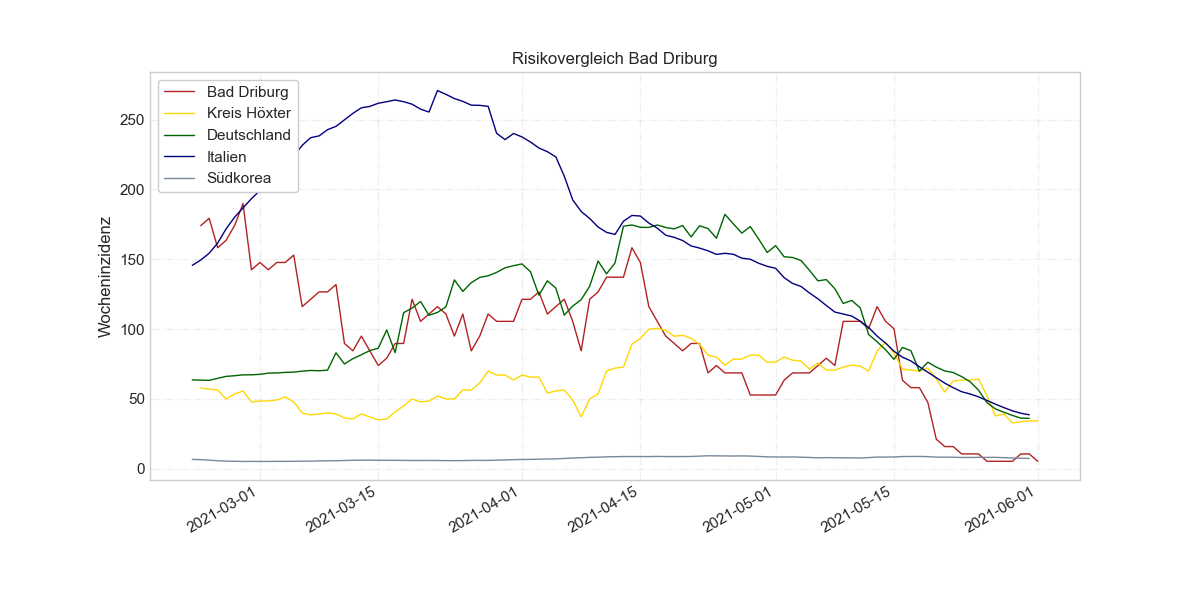 Risikovergleich Bad Driburg
Bad Driburg
Kreis Höxter
Deutschland
Italien
Südkorea
Wocheninzidenz
250
200
150
100
50
0
2021-03-01
2021-03-15
2021-04-01
2021-04-15
2021-05-01
2021-05-15
2021-06-01